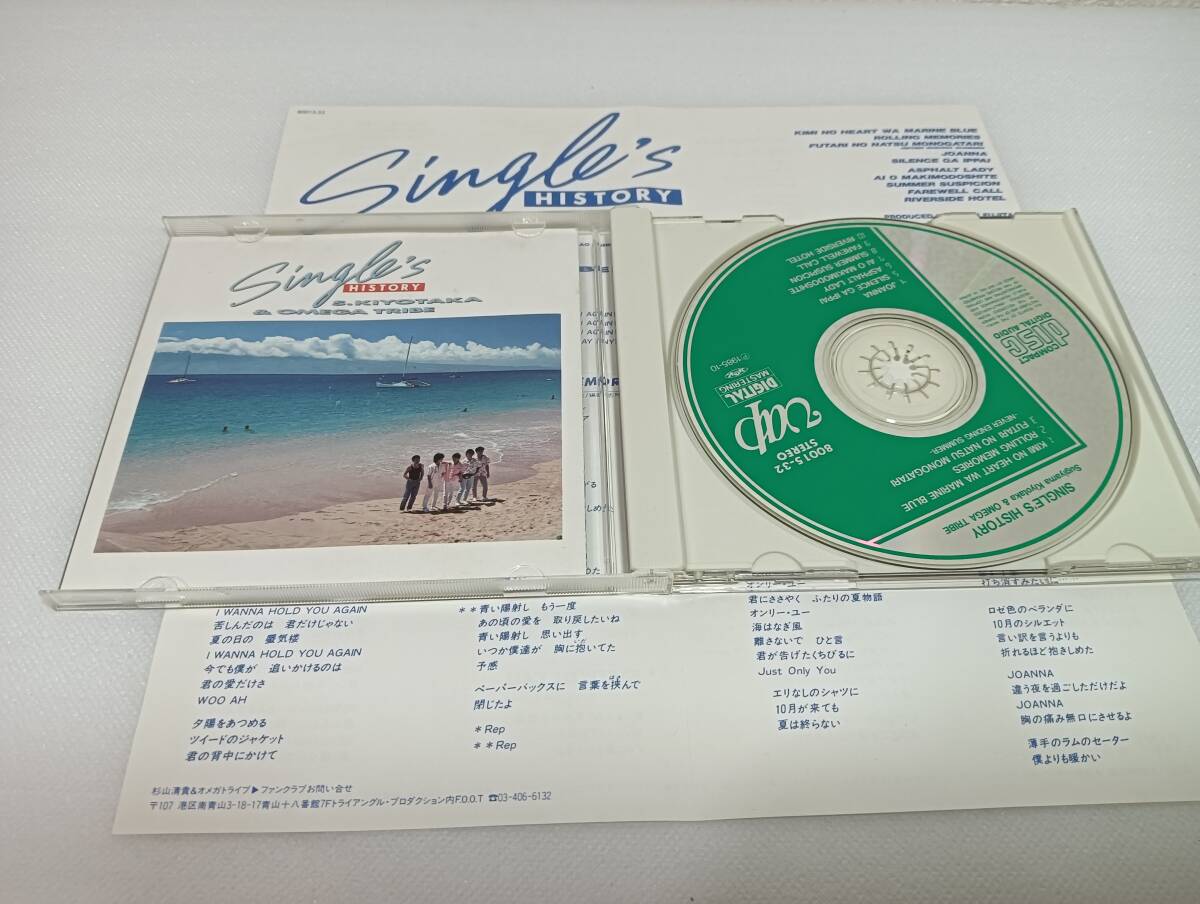 80015-32
Single's
HISTORY
KIMI NO HEART WA MARINE BLUE
ROLLING MEMORIES
FUTARI NO NATSU MONOGATARI
JOANNA
SILENCE GA IPPAI
ASPHALT LADY
AI O MAKIMODOSHITE
SUMMER SUSPICION
FAREWELL CALL
RIVERSIDE HOTEL
PRODUCED
Single's
HISTORY
S.KIYOTAKA
& OMEGA TRIBE
SINGLE'S HISTORY
Sugiyama Kiyotaka & OMEGA TRIBE
1. KIMI NO HEART WA MARINE BLUE
2. ROLLING MEMORIES
3. FUTARI NO NATSU MONOGATARI
-NEVER ENDING SUMMER-
vap
80015-32
STEREO
DIGITAL
MASTERING
Ⓟ1985-10
COMPACT
disc
DIGITAL AUDIO
4. JOANNA
5. SILENCE GA IPPAI
6. ASPHALT LADY
7. AI O MAKIMODOSHITE
8. SUMMER SUSPICION
9. FAREWELL CALL
10. RIVERSIDE HOTEL
I WANNA HOLD YOU AGAIN
苦しんだのは 君だけじゃない
夏の日の 蜃気楼
I WANNA HOLD YOU AGAIN
今でも僕が 追いかけるのは
君の愛だけさ
WOO AH
夕陽をあつめる
ツイードのジャケット
君の背中にかけて
**青い陽射し もう一度
あの頃の愛を 取り戻したいね
青い陽射し 思い出す
いつか僕達が 胸に抱いてた
予感
ペーパーバックスに 言葉を挟んで
閉じたよ
*Rep
**Rep
オンリー・ユー
君にささやく ふたりの夏物語
オンリー・ユー
海はなぎ風
離さないで ひと言
君が告げたくちびるに
Just Only You
エリなしのシャツに
10月が来ても
夏は終らない
打ち消すみたいに
ロゼ色のベランダに
10月のシルエット
言い訳を言うよりも
折れるほど抱きしめた
JOANNA
違う夜を過ごしただけだよ
JOANNA
胸の痛み無口にさせるよ
薄手のラムのセーター
僕よりも暖かい
杉山清貴&オメガトライブ▶ファンクラブお問い合せ
〒107 港区南青山3-18-17青山十八番館7Fトライアングル・プロダクション内F.O.O.T ☎03-406-6132